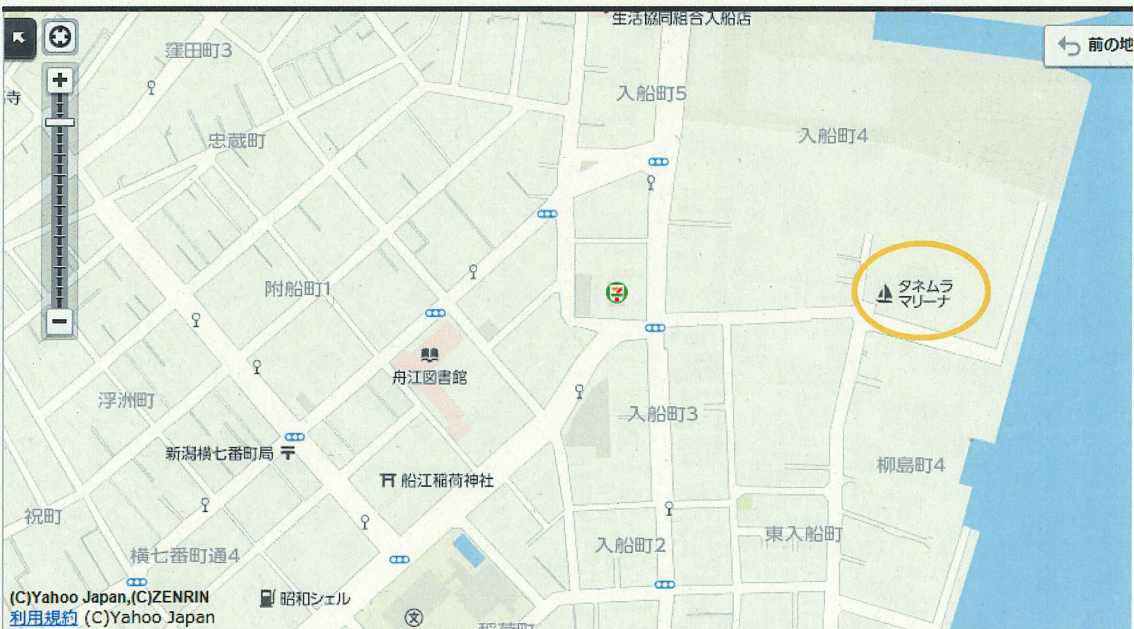 生活協同組合入船店
前の地
窪田町3
寺
入船町5
入船町4
忠蔵町
附船町1
タネムラ
マリーナ
舟江図書館
浮洲町
入船町3
新潟横七番町局
船江稲荷神社
柳島町4
祝町
横七番町通4
入船町2
東入船町
(C)Yahoo Japan,(C)ZENRIN
昭和シェル
利用規約 (C)Yahoo Japan
文
稲荷町